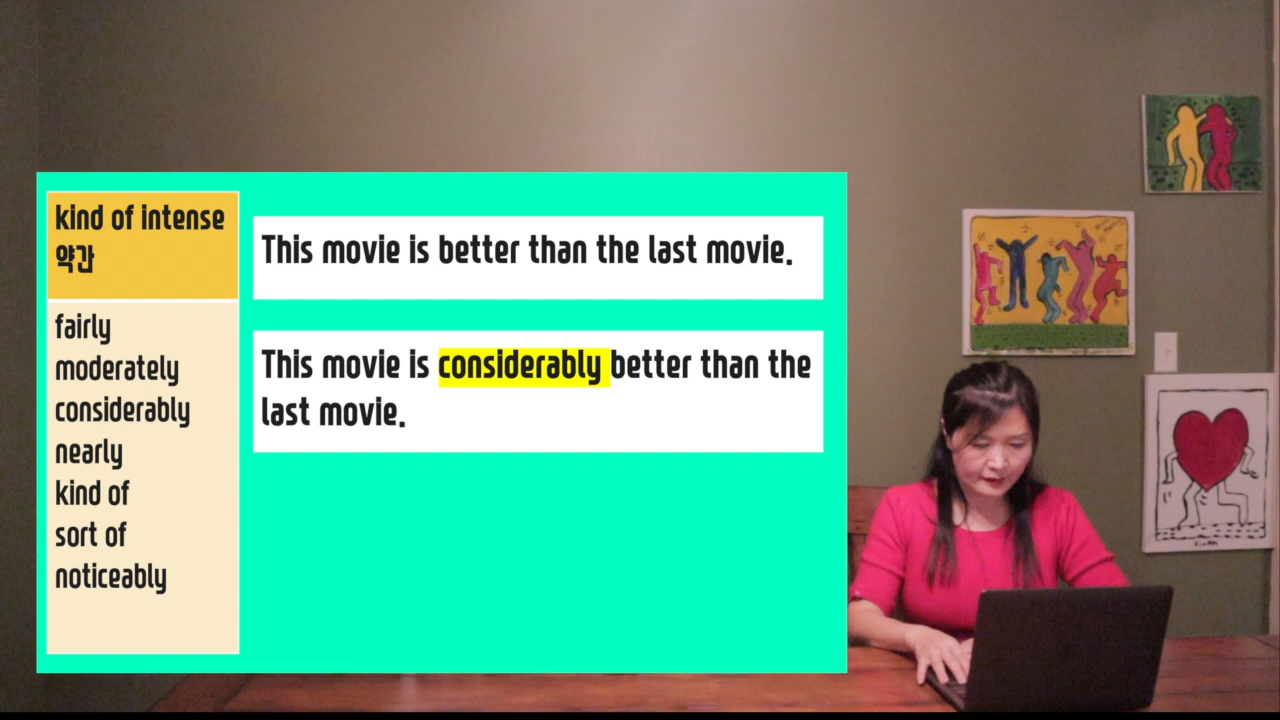 kind of intense
약간
fairly
moderately
considerably
nearly
kind of
sort of
noticeably
This movie is better than the last movie.
This movie is considerably better than the
last movie.